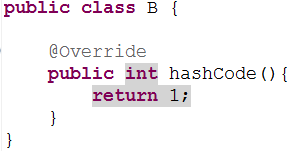 public class B {
@Override
public int hashCode(){
return 1;
}
}